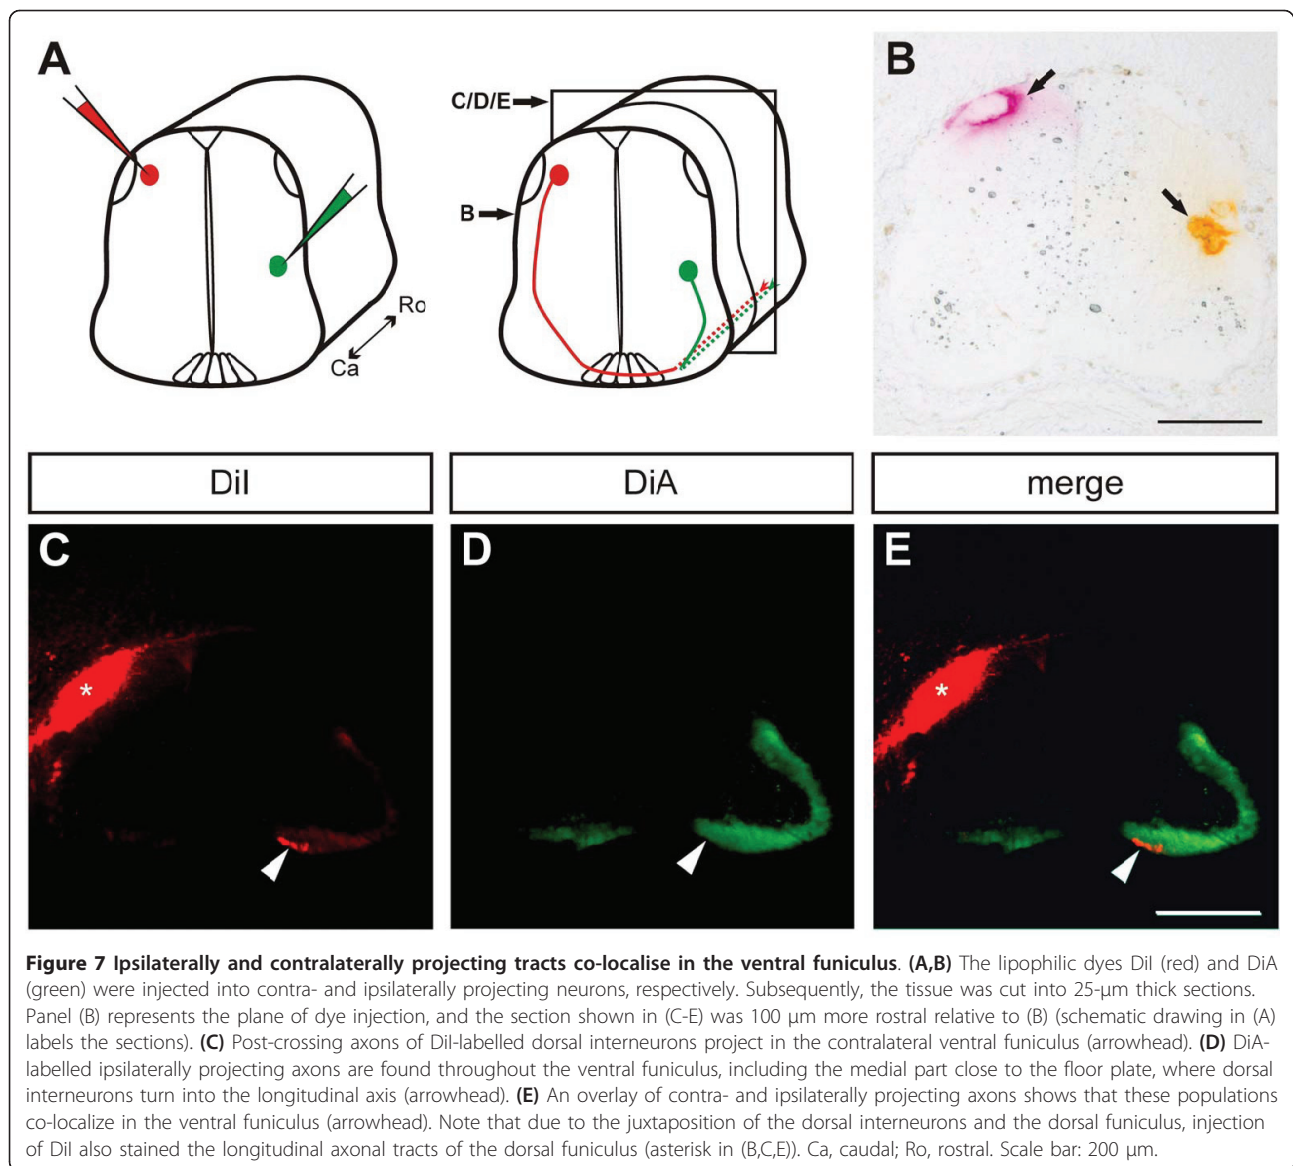 A
C/D/E
B
Ro
Ca
B
DiI
DiA
merge
C
*
D
E
*
Figure 7 Ipsilaterally and contralaterally projecting tracts co-localise in the ventral funiculus. (A,B) The lipophilic dyes DiI (red) and DiA
(green) were injected into contra- and ipsilaterally projecting neurons, respectively. Subsequently, the tissue was cut into 25-μm thick sections.
Panel (B) represents the plane of dye injection, and the section shown in (C-E) was 100 μm more rostral relative to (B) (schematic drawing in (A)
labels the sections). (C) Post-crossing axons of DiI-labelled dorsal interneurons project in the contralateral ventral funiculus (arrowhead). (D) DiA-
labelled ipsilaterally projecting axons are found throughout the ventral funiculus, including the medial part close to the floor plate, where dorsal
interneurons turn into the longitudinal axis (arrowhead). (E) An overlay of contra- and ipsilaterally projecting axons shows that these populations
co-localize in the ventral funiculus (arrowhead). Note that due to the juxtaposition of the dorsal interneurons and the dorsal funiculus, injection
of DiI also stained the longitudinal axonal tracts of the dorsal funiculus (asterisk in (B,C,E)). Ca, caudal; Ro, rostral. Scale bar: 200 μm.